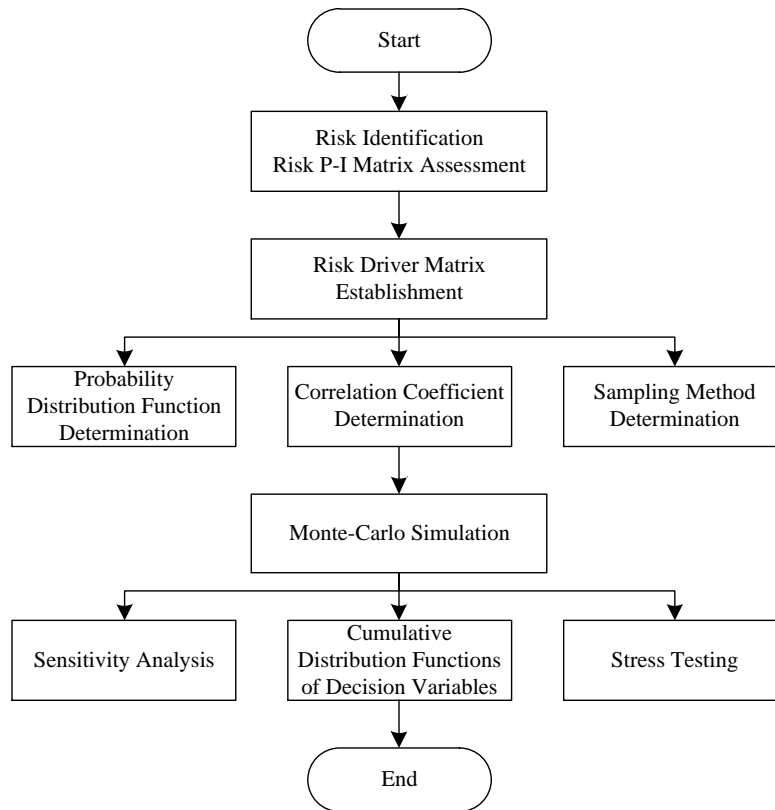 Start
Risk Identification
Risk P-I Matrix Assessment
Risk Driver Matrix
Establishment
Probability
Distribution Function
Determination
Correlation Coefficient
Determination
Sampling Method
Determination
Monte-Carlo Simulation
Sensitivity Analysis
Cumulative
Distribution Functions
of Decision Variables
Stress Testing
End